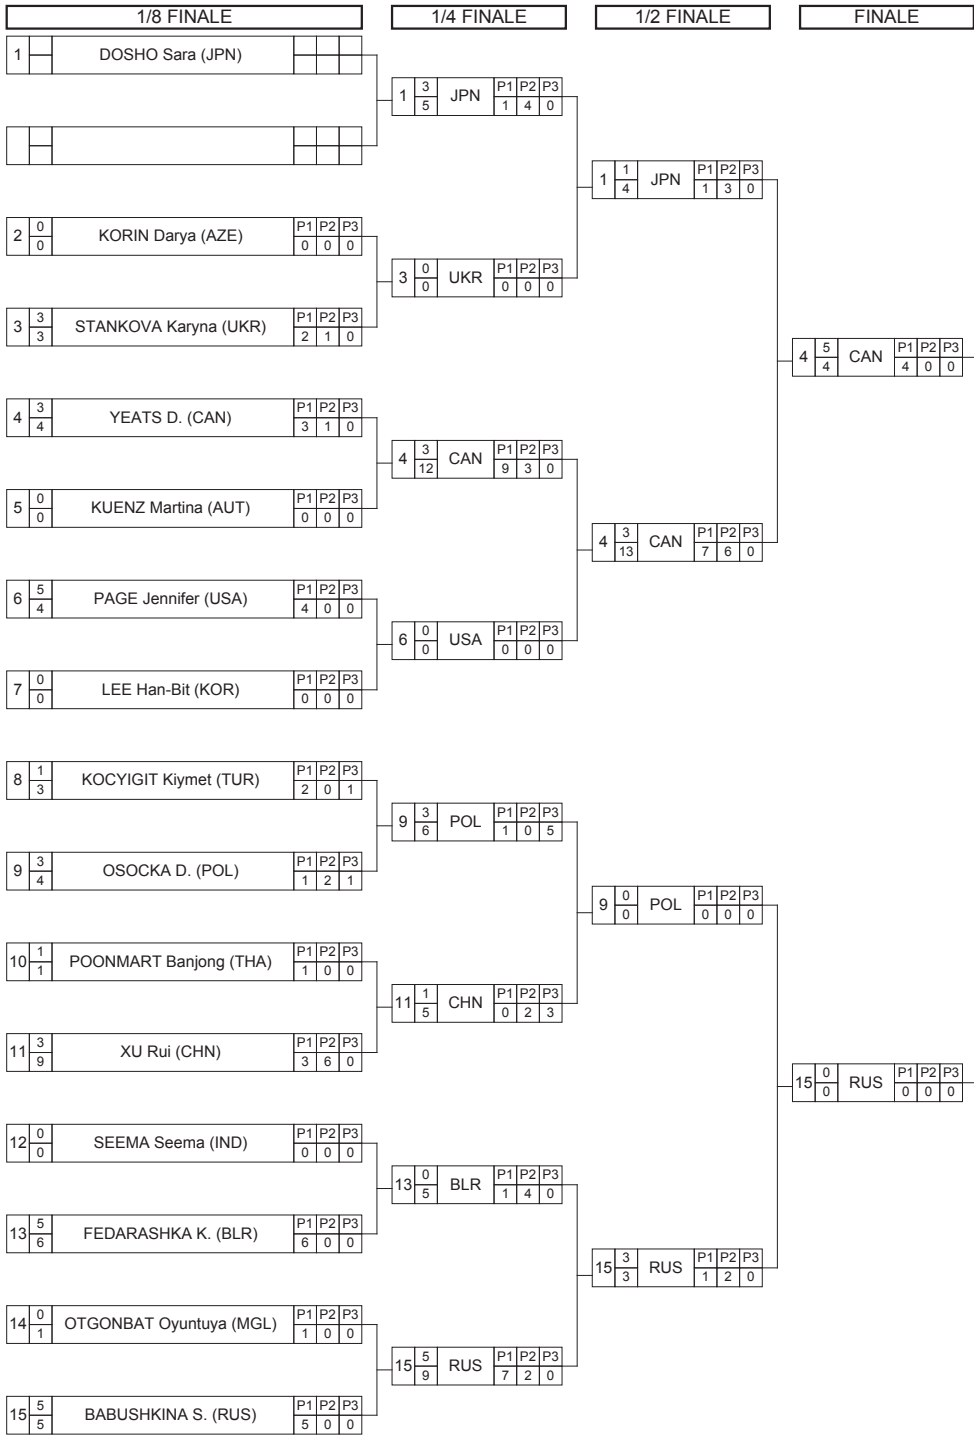 1/8 FINALE 1/4 FINALE 1/2 FINALE FINALE
1 DOSHO Sara (JPN)
1 3 5 JPN P1 P2 P3 1 4 0
1 1 4 JPN P1 P2 P3 1 3 0
2 0 0 KORIN Darya (AZE) P1 P2 P3 0 0 0
3 0 0 UKR P1 P2 P3 0 0 0
3 3 3 STANKOVA Karyna (UKR) P1 P2 P3 2 1 0
4 5 4 CAN P1 P2 P3 4 0 0
4 3 4 YEATS D. (CAN) P1 P2 P3 3 1 0
4 3 12 CAN P1 P2 P3 9 3 0
5 0 0 KUENZ Martina (AUT) P1 P2 P3 0 0 0
4 3 13 CAN P1 P2 P3 7 6 0
6 5 4 PAGE Jennifer (USA) P1 P2 P3 4 0 0
6 0 0 USA P1 P2 P3 0 0 0
7 0 0 LEE Han-Bit (KOR) P1 P2 P3 0 0 0
8 1 3 KOCYIGIT Kiymet (TUR) P1 P2 P3 2 0 1
9 3 6 POL P1 P2 P3 1 0 5
9 3 4 OSOCKA D. (POL) P1 P2 P3 1 2 1
9 0 0 POL P1 P2 P3 0 0 0
10 1 1 POONMART Banjong (THA) P1 P2 P3 1 0 0
11 1 5 CHN P1 P2 P3 0 2 3
11 3 9 XU Rui (CHN) P1 P2 P3 3 6 0
15 0 0 RUS P1 P2 P3 0 0 0
12 0 0 SEEMA Seema (IND) P1 P2 P3 0 0 0
13 0 5 BLR P1 P2 P3 1 4 0
13 5 6 FEDARASHKA K. (BLR) P1 P2 P3 6 0 0
15 3 3 RUS P1 P2 P3 1 2 0
14 0 1 OTGONBAT Oyuntuya (MGL) P1 P2 P3 1 0 0
15 5 9 RUS P1 P2 P3 7 2 0
15 5 5 BABUSHKINA S. (RUS) P1 P2 P3 5 0 0